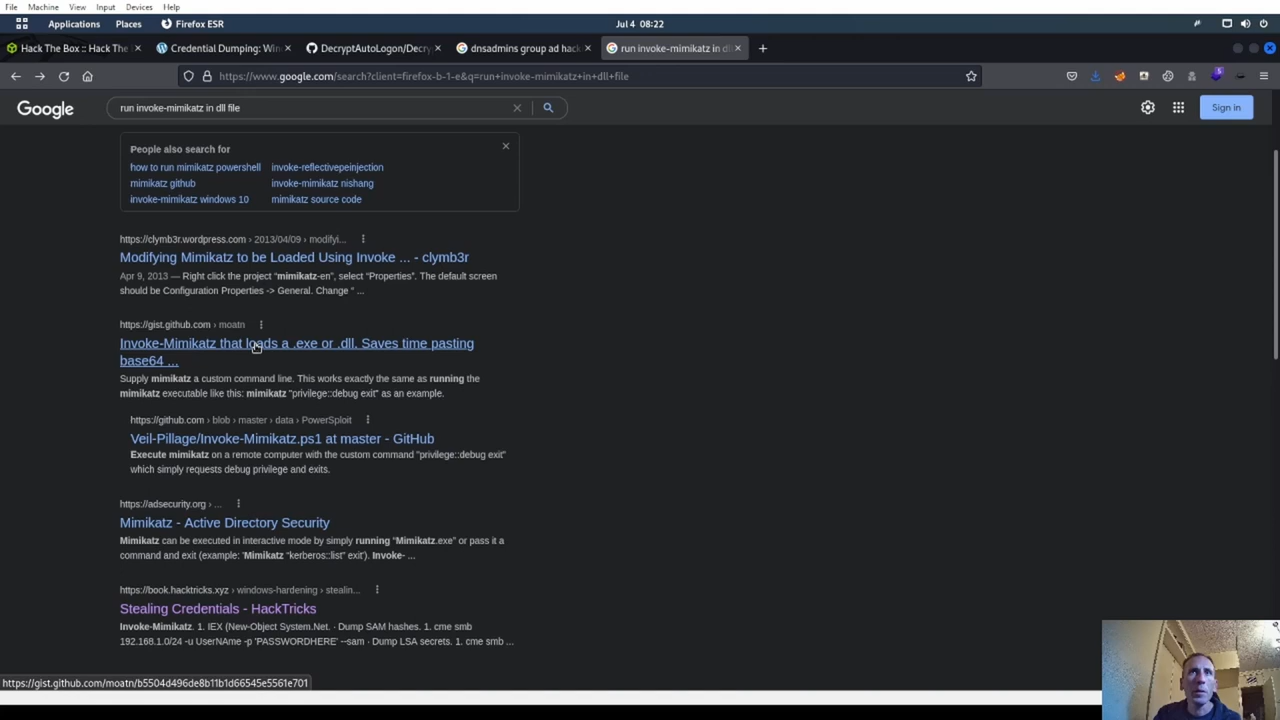 File Machine View Input Devices Help
Applications Places Firefox ESR Jul 4 08:22
Hack The Box :: Hack The Credential Dumping: Win DecryptAutoLogon/Decry dnsadmins group ad hack run invoke-mimikatz in dl
https://www.google.com/search?client=firefox-b-1-e&q=run+invoke-mimikatz+in+dll+file
Google run invoke-mimikatz in dll file Sign in
People also search for
how to run mimikatz powershell invoke-reflectivepeinjection
mimikatz github invoke-mimikatz nishang
invoke-mimikatz windows 10 mimikatz source code
https://clymb3r.wordpress.com › 2013/04/09 › modifyi...
Modifying Mimikatz to be Loaded Using Invoke ... - clymb3r
Apr 9, 2013 — Right click the project “mimikatz-en”, select “Properties”. The default screen
should be Configuration Properties -> General. Change “ ...
https://gist.github.com › moatn
Invoke-Mimikatz that loads a .exe or .dll. Saves time pasting
base64 ...
Supply mimikatz a custom command line. This works exactly the same as running the
mimikatz executable like this: mimikatz "privilege::debug exit" as an example.
https://github.com › blob › master › data › PowerSploit
Veil-Pillage/Invoke-Mimikatz.ps1 at master - GitHub
Execute mimikatz on a remote computer with the custom command "privilege::debug exit"
which simply requests debug privilege and exits.
https://adsecurity.org › ...
Mimikatz - Active Directory Security
Mimikatz can be executed in interactive mode by simply running “Mimikatz.exe” or pass it a
command and exit (example: 'Mimikatz “kerberos::list” exit'). Invoke- ...
https://book.hacktricks.xyz › windows-hardening › stealin...
Stealing Credentials - HackTricks
Invoke-Mimikatz. 1. IEX (New-Object System.Net. · Dump SAM hashes. 1. cme smb
192.168.1.0/24 -u UserNAme -p 'PASSWORDHERE' --sam · Dump LSA secrets. 1. cme smb ...
https://gist.github.com/moatn/b5504d496de8b11b1d66545e5561e701